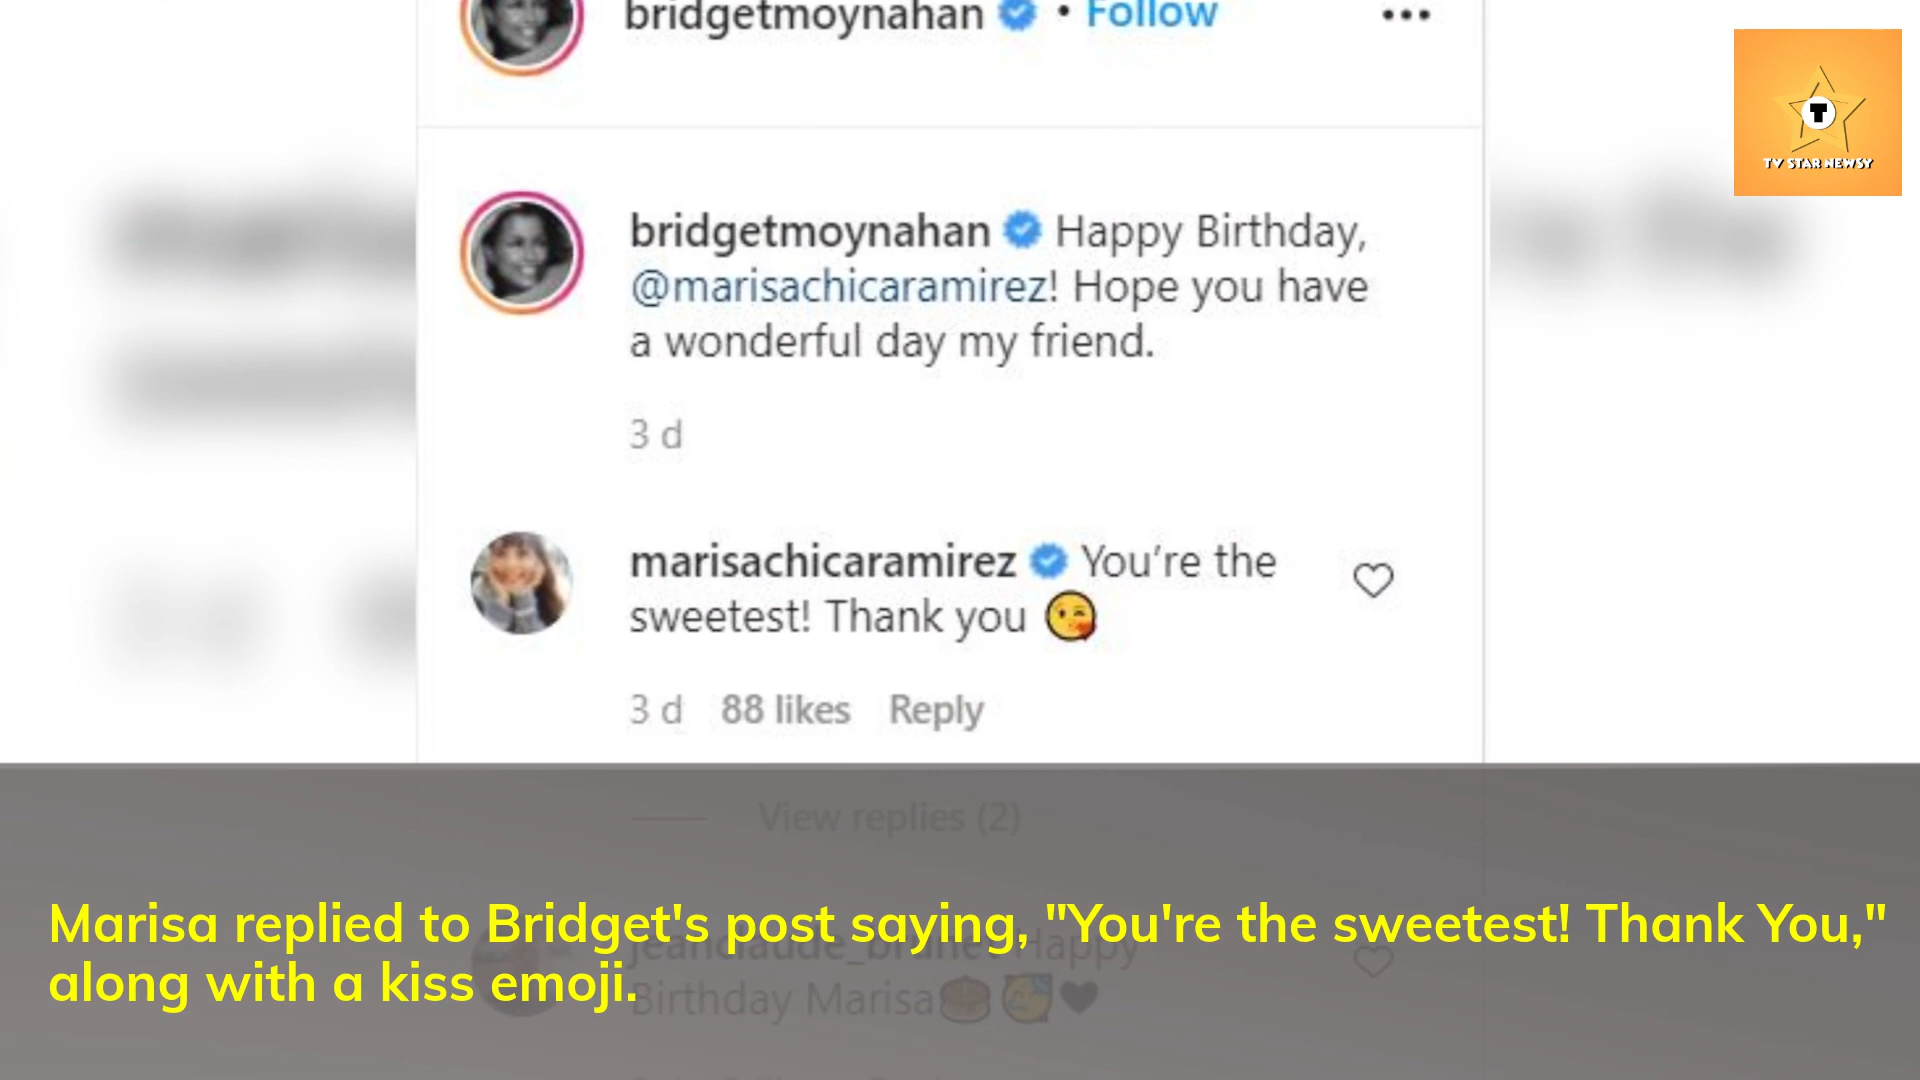 bridgetmoynahan • Follow •••
T
TV STAR NEWSY
bridgetmoynahan Happy Birthday,
@marisachicaramirez! Hope you have
a wonderful day my friend.
3 d
marisachicaramirez You’re the
sweetest! Thank you 😘
3 d 88 likes Reply
View replies (2)
Marisa replied to Bridget's post saying, "You're the sweetest! Thank You,"
along with a kiss emoji.
jeanclaude_brunet Happy
Birthday Marisa